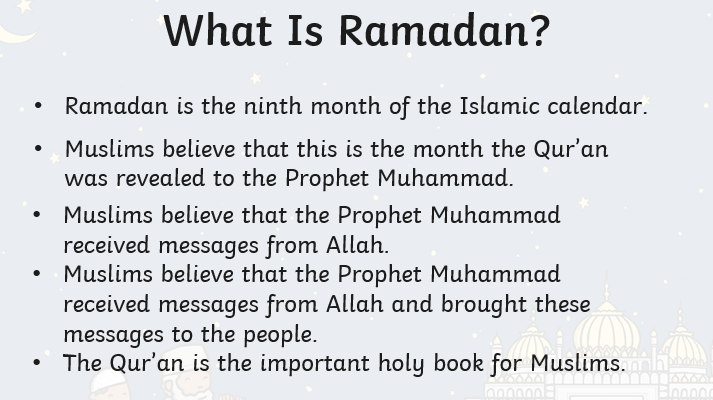 What Is Ramadan?
• Ramadan is the ninth month of the Islamic calendar.
• Muslims believe that this is the month the Qur’an
was revealed to the Prophet Muhammad.
• Muslims believe that the Prophet Muhammad
received messages from Allah.
• Muslims believe that the Prophet Muhammad
received messages from Allah and brought these
messages to the people.
• The Qur’an is the important holy book for Muslims.